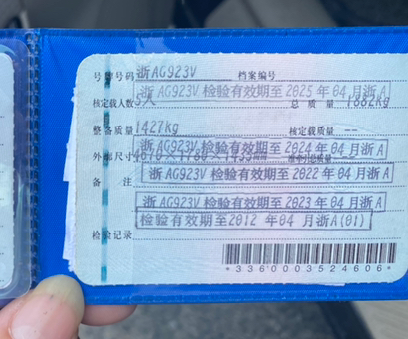 号牌号码 浙AG923V 档案编号
浙AG923V 检验有效期至2025年04月浙A
核定载人数 5人 总质量 1882kg
整备质量 1427kg 核定载质量 --
浙AG923V 检验有效期至2024年04月浙A
外廓尺寸 --
备注 浙AG923V 检验有效期至2022年04月浙A
浙AG923V 检验有效期至2023年04月浙A
检验有效期至2012年04月浙A(01)
检验记录
*3360003524606*